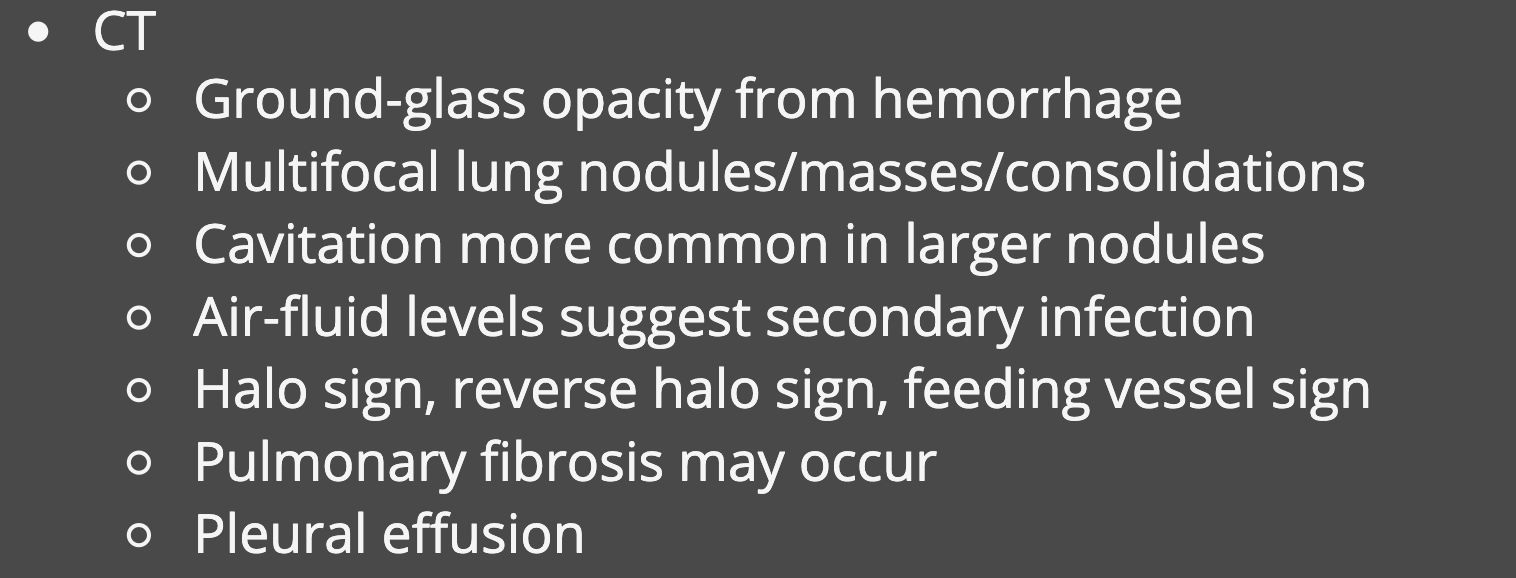 • CT
○ Ground-glass opacity from hemorrhage
○ Multifocal lung nodules/masses/consolidations
○ Cavitation more common in larger nodules
○ Air-fluid levels suggest secondary infection
○ Halo sign, reverse halo sign, feeding vessel sign
○ Pulmonary fibrosis may occur
○ Pleural effusion